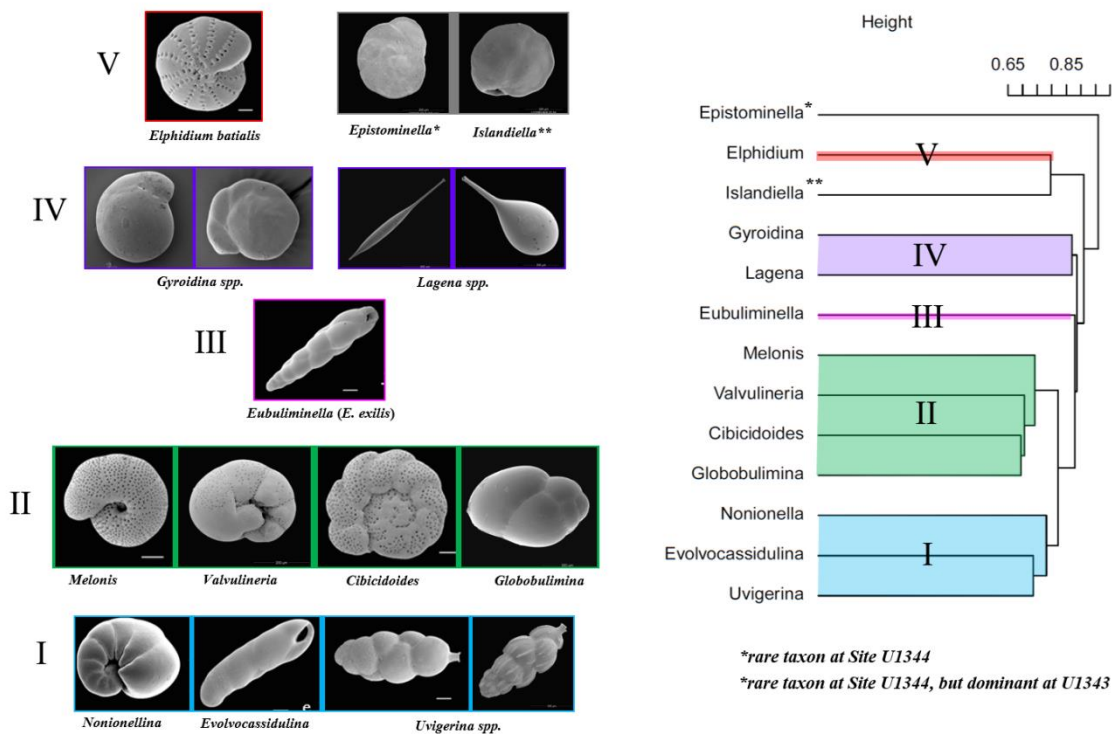 V
Elphidium batialis
Epistominella*
Islandiella**
IV
Gyroidina spp.
Lagena spp.
III
Eubuliminella (E. exilis)
II
Melonis
Valvulineria
Cibicidoides
Globobulimina
I
e
Nonionellina
Evolvocassidulina
Uvigerina spp.
Height
0.65 0.85
Epistominella*
Elphidium
V
Islandiella**
Gyroidina
IV
Lagena
Eubuliminella
III
Melonis
Valvulineria
II
Cibicidoides
Globobulimina
Nonionella
Evolvocassidulina
I
Uvigerina
*rare taxon at Site U1344
*rare taxon at Site U1344, but dominant at U1343